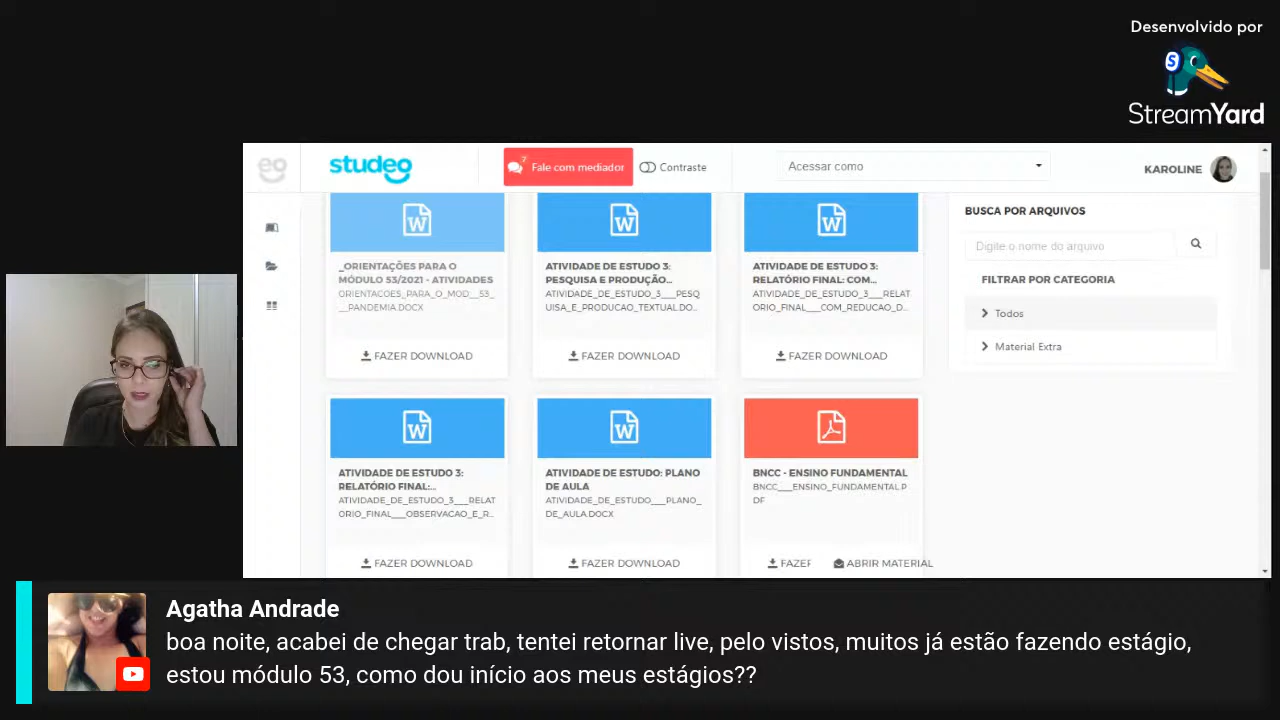 Desenvolvido por
StreamYard
eo
studeo
7
Fale com mediador
Contraste
Acessar como
KAROLINE
_ORIENTAÇÕES PARA O
MÓDULO 53/2021 - ATIVIDADES
ORIENTACOES_PARA_O_MOD__53_
__PANDEMIA.DOCX
FAZER DOWNLOAD
ATIVIDADE DE ESTUDO 3:
PESQUISA E PRODUÇÃO...
ATIVIDADE_DE_ESTUDO_3___PESQ
UISA_E_PRODUCAO_TEXTUAL.DO...
FAZER DOWNLOAD
ATIVIDADE DE ESTUDO 3:
RELATÓRIO FINAL: COM...
ATIVIDADE_DE_ESTUDO_3___RELAT
ORIO_FINAL___COM_REDUCAO_D...
FAZER DOWNLOAD
BUSCA POR ARQUIVOS
Digite o nome do arquivo
FILTRAR POR CATEGORIA
Todos
Material Extra
ATIVIDADE DE ESTUDO 3:
RELATÓRIO FINAL:...
ATIVIDADE_DE_ESTUDO_3___RELAT
ORIO_FINAL___OBSERVACAO_E_R...
FAZER DOWNLOAD
ATIVIDADE DE ESTUDO: PLANO
DE AULA
ATIVIDADE_DE_ESTUDO___PLANO_
DE_AULA.DOCX
FAZER DOWNLOAD
BNCC - ENSINO FUNDAMENTAL
BNCC___ENSINO_FUNDAMENTAL.P
DF
FAZEF
ABRIR MATERIAL
Agatha Andrade
boa noite, acabei de chegar trab, tentei retornar live, pelo vistos, muitos já estão fazendo estágio,
estou módulo 53, como dou início aos meus estágios??